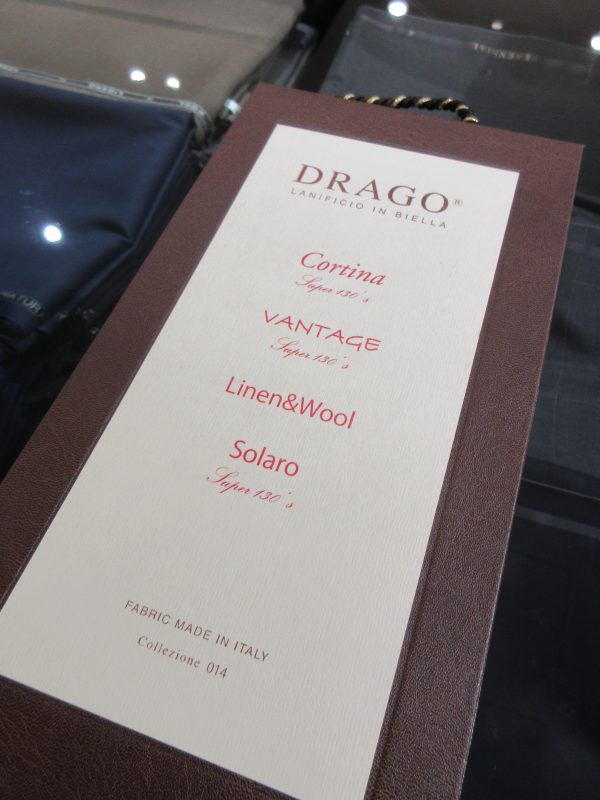 DRAGO®
LANIFICIO IN BIELLA
Cortina
Super 130's
VANTAGE
Super 130's
Linen&Wool
Solaro
Super 130's
FABRIC MADE IN ITALY
Collezione 014